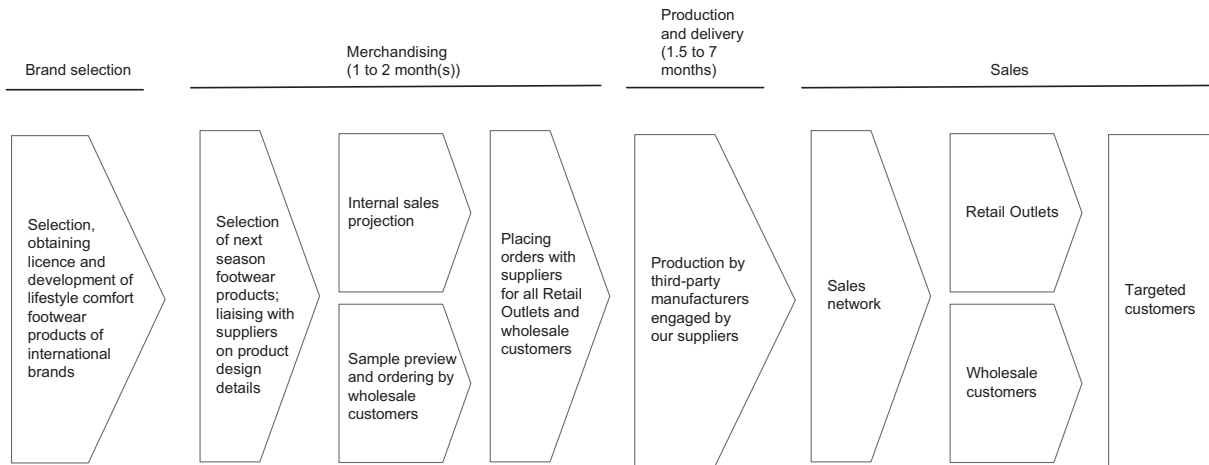 Brand selection
Merchandising
(1 to 2 month(s))
Production
and delivery
(1.5 to 7
months)
Sales
Selection,
obtaining
licence and
development of
lifestyle comfort
footwear
products of
international
brands
Selection
of next
season
footwear
products;
liaising with
suppliers
on product
design
details
Internal sales
projection
Sample preview
and ordering by
wholesale
customers
Placing
orders with
suppliers
for all Retail
Outlets and
wholesale
customers
Production by
third-party
manufacturers
engaged by
our suppliers
Sales
network
Retail Outlets
Wholesale
customers
Targeted
customers